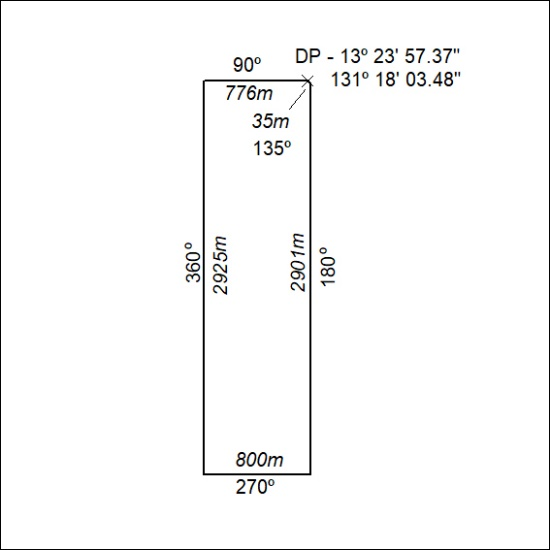 90º
DP - 13º 23' 57.37"
131º 18' 03.48"
776m
35m
135º
360º
2925m
2901m
180º
800m
270º